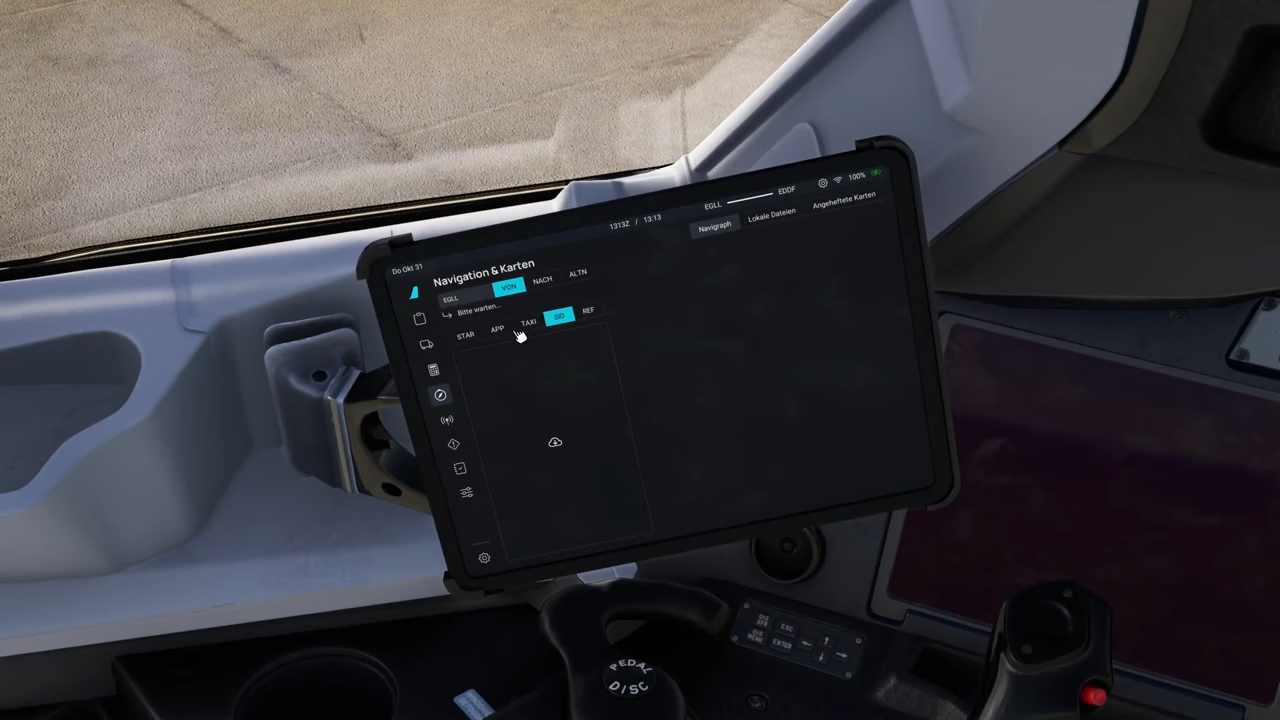 Do Okt 31
1313Z / 13:13
EGLL
EDDF
100%
Navigation & Karten
Navigraph
Lokale Dateien
Angeheftete Karten
EGLL
VON
NACH
ALTN
Bitte warten...
STAR
APP
TAXI
SID
REF
PEDAL
DISC
ESC
ENTER